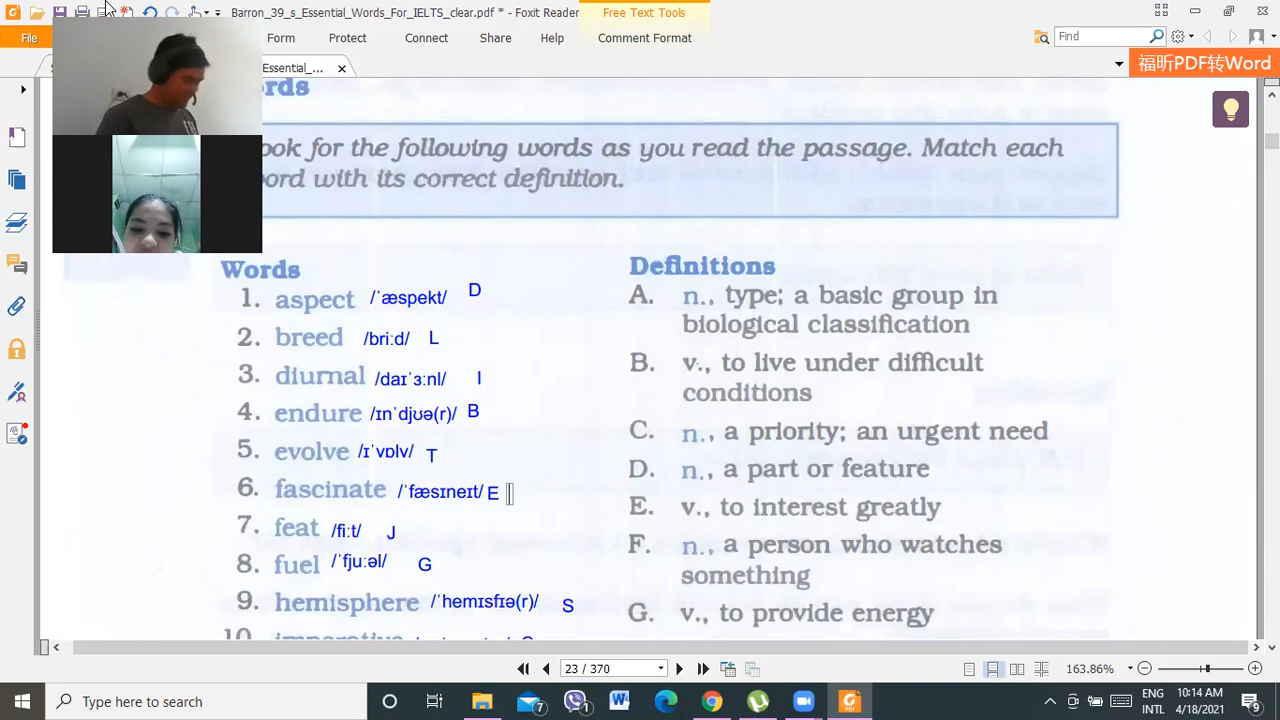 Barron_39_s_Essential_Words_For_IELTS_clear.pdf * - Foxit Reader
Free Text Tools
File
Form
Protect
Connect
Share
Help
Comment Format
Find
Essential_...
福昕PDF转Word
ook for the following words as you read the passage. Match each
ord with its correct definition.
Words
1. aspect /ˈæspekt/ D
2. breed /briːd/ L
3. diurnal /daɪˈɜːnl/ I
4. endure /ɪnˈdjʊə(r)/ B
5. evolve /ɪˈvɒlv/ T
6. fascinate /ˈfæsɪneɪt/ E
7. feat /fiːt/ J
8. fuel /ˈfjuːəl/ G
9. hemisphere /ˈhemɪsfɪə(r)/ S
10. imperative
Definitions
A. n., type; a basic group in
biological classification
B. v., to live under difficult
conditions
C. n., a priority; an urgent need
D. n., a part or feature
E. v., to interest greatly
F. n., a person who watches
something
G. v., to provide energy
23 / 370
163.86%
Type here to search
7
1
ENG
INTL
10:14 AM
4/18/2021
9